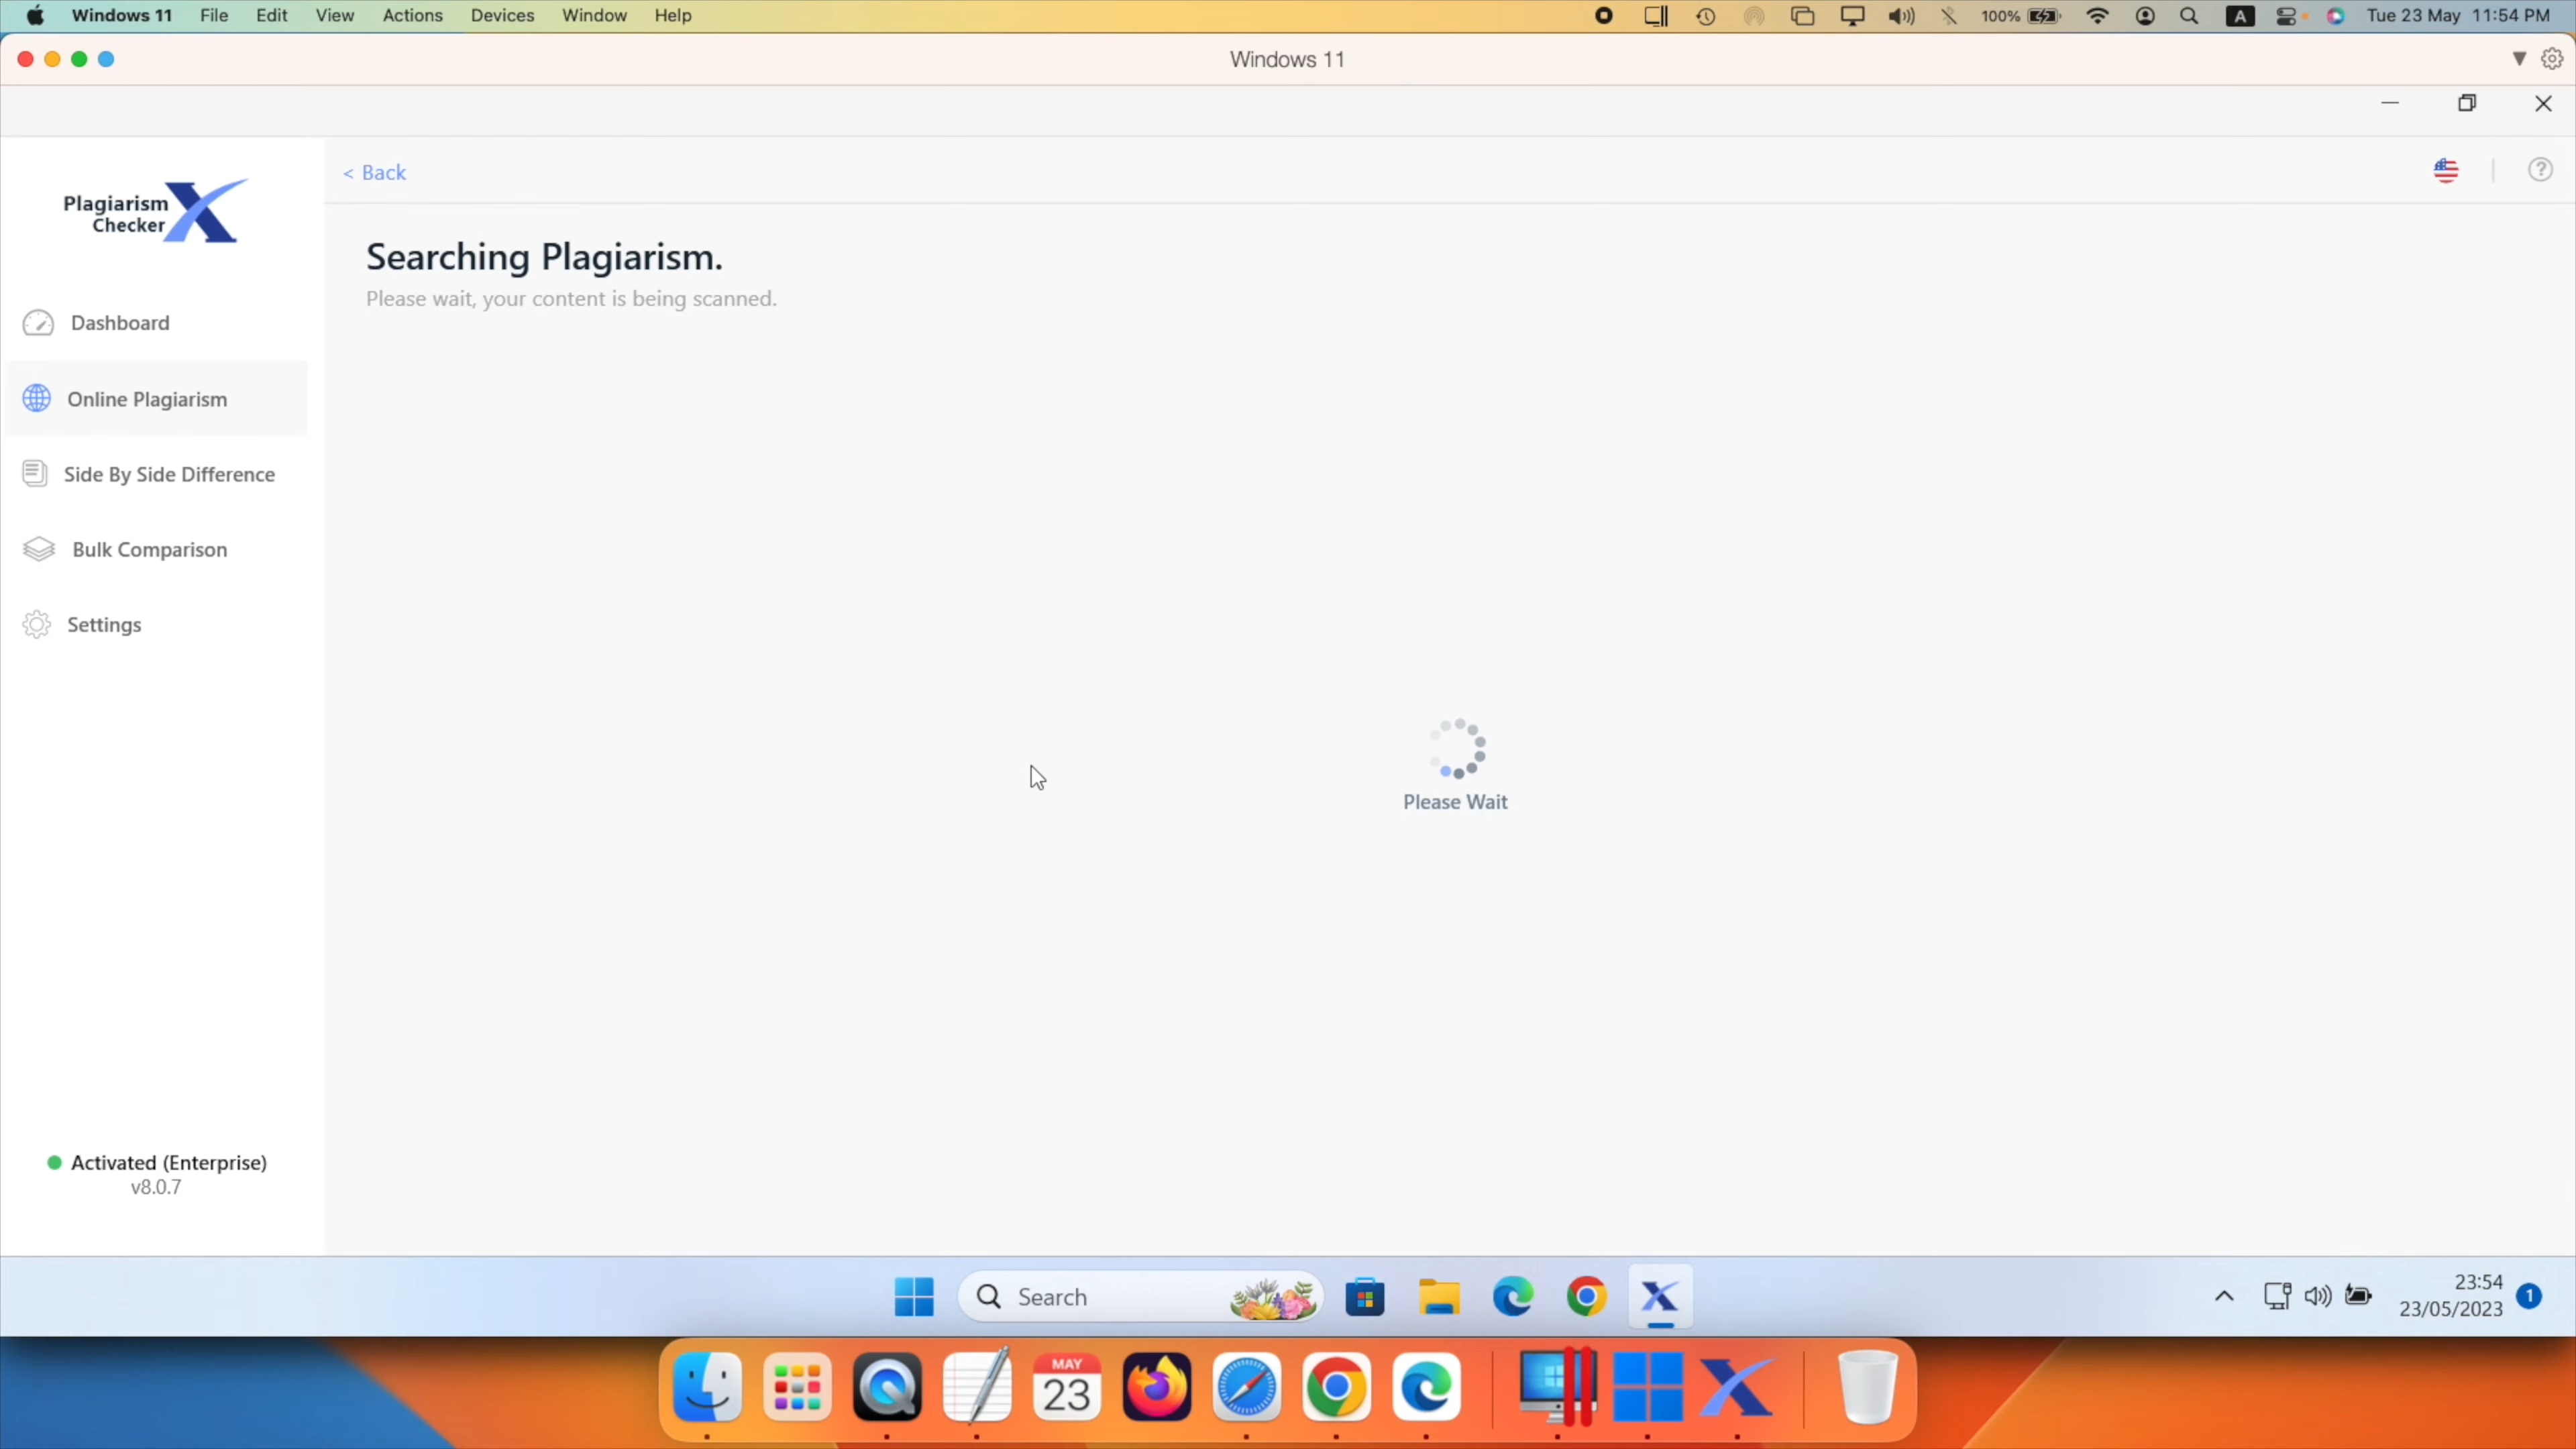 Windows 11 File Edit View Actions Devices Window Help 100% A Tue 23 May 11:54 PM
Windows 11
Plagiarism
Checker
< Back
Searching Plagiarism.
Please wait, your content is being scanned.
Dashboard
Online Plagiarism
Side By Side Difference
Bulk Comparison
Settings
Please Wait
Activated (Enterprise)
v8.0.7
Search
23:54
23/05/2023
1
MAY
23